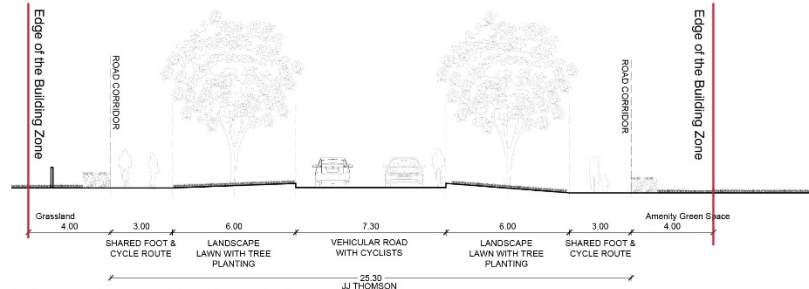 Edge of the Building Zone
ROAD CORRIDOR
ROAD CORRIDOR
Edge of the Building Zone
Grassland
Amenity Green Space
4.00
3.00
6.00
7.30
6.00
3.00
4.00
SHARED FOOT &
CYCLE ROUTE
LANDSCAPE
LAWN WITH TREE
PLANTING
VEHICULAR ROAD
WITH CYCLISTS
LANDSCAPE
LAWN WITH TREE
PLANTING
SHARED FOOT &
CYCLE ROUTE
25.30
JJ THOMSON